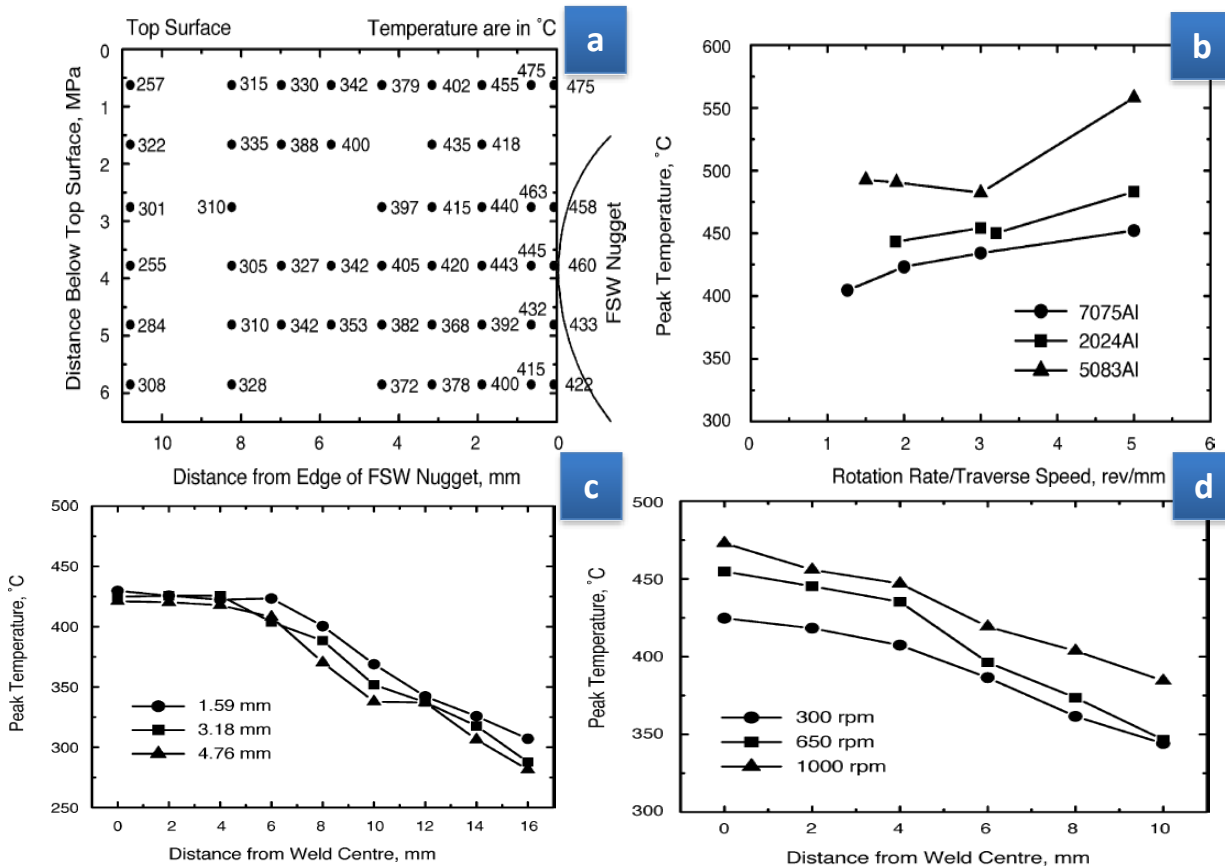 Top Surface Temperature are in ˚C
a
0
475
257 315 330 342 379 402 455 475
1
322 335 388 400 435 418
2
463
301 310 397 415 440 458
3
445
255 305 327 342 405 420 443 460
4
432
284 310 342 353 382 368 392 433
5
415
308 328 372 378 400 422
6
10 8 6 4 2 0
Distance from Edge of FSW Nugget, mm
Distance Below Top Surface, MPa
FSW Nugget
b
600
550
500
450
400
350
300
Peak Temperature, ˚C
7075Al
2024Al
5083Al
0 1 2 3 4 5 6
Rotation Rate/Traverse Speed, rev/mm
c
500
450
400
350
300
250
Peak Temperature, ˚C
1.59 mm
3.18 mm
4.76 mm
0 2 4 6 8 10 12 14 16
Distance from Weld Centre, mm
d
500
450
400
350
300
Peak Temperature, ˚C
300 rpm
650 rpm
1000 rpm
0 2 4 6 8 10
Distance from Weld Centre, mm